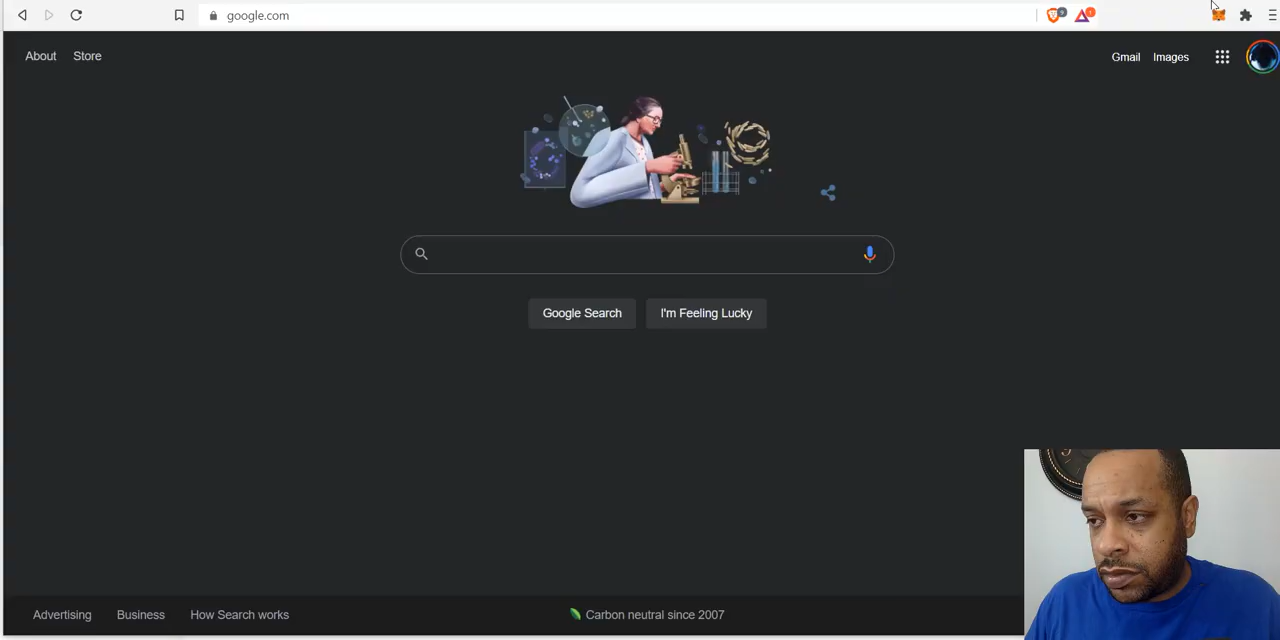 google.com
About Store
Gmail Images
Google Search I'm Feeling Lucky
Advertising Business How Search works
Carbon neutral since 2007